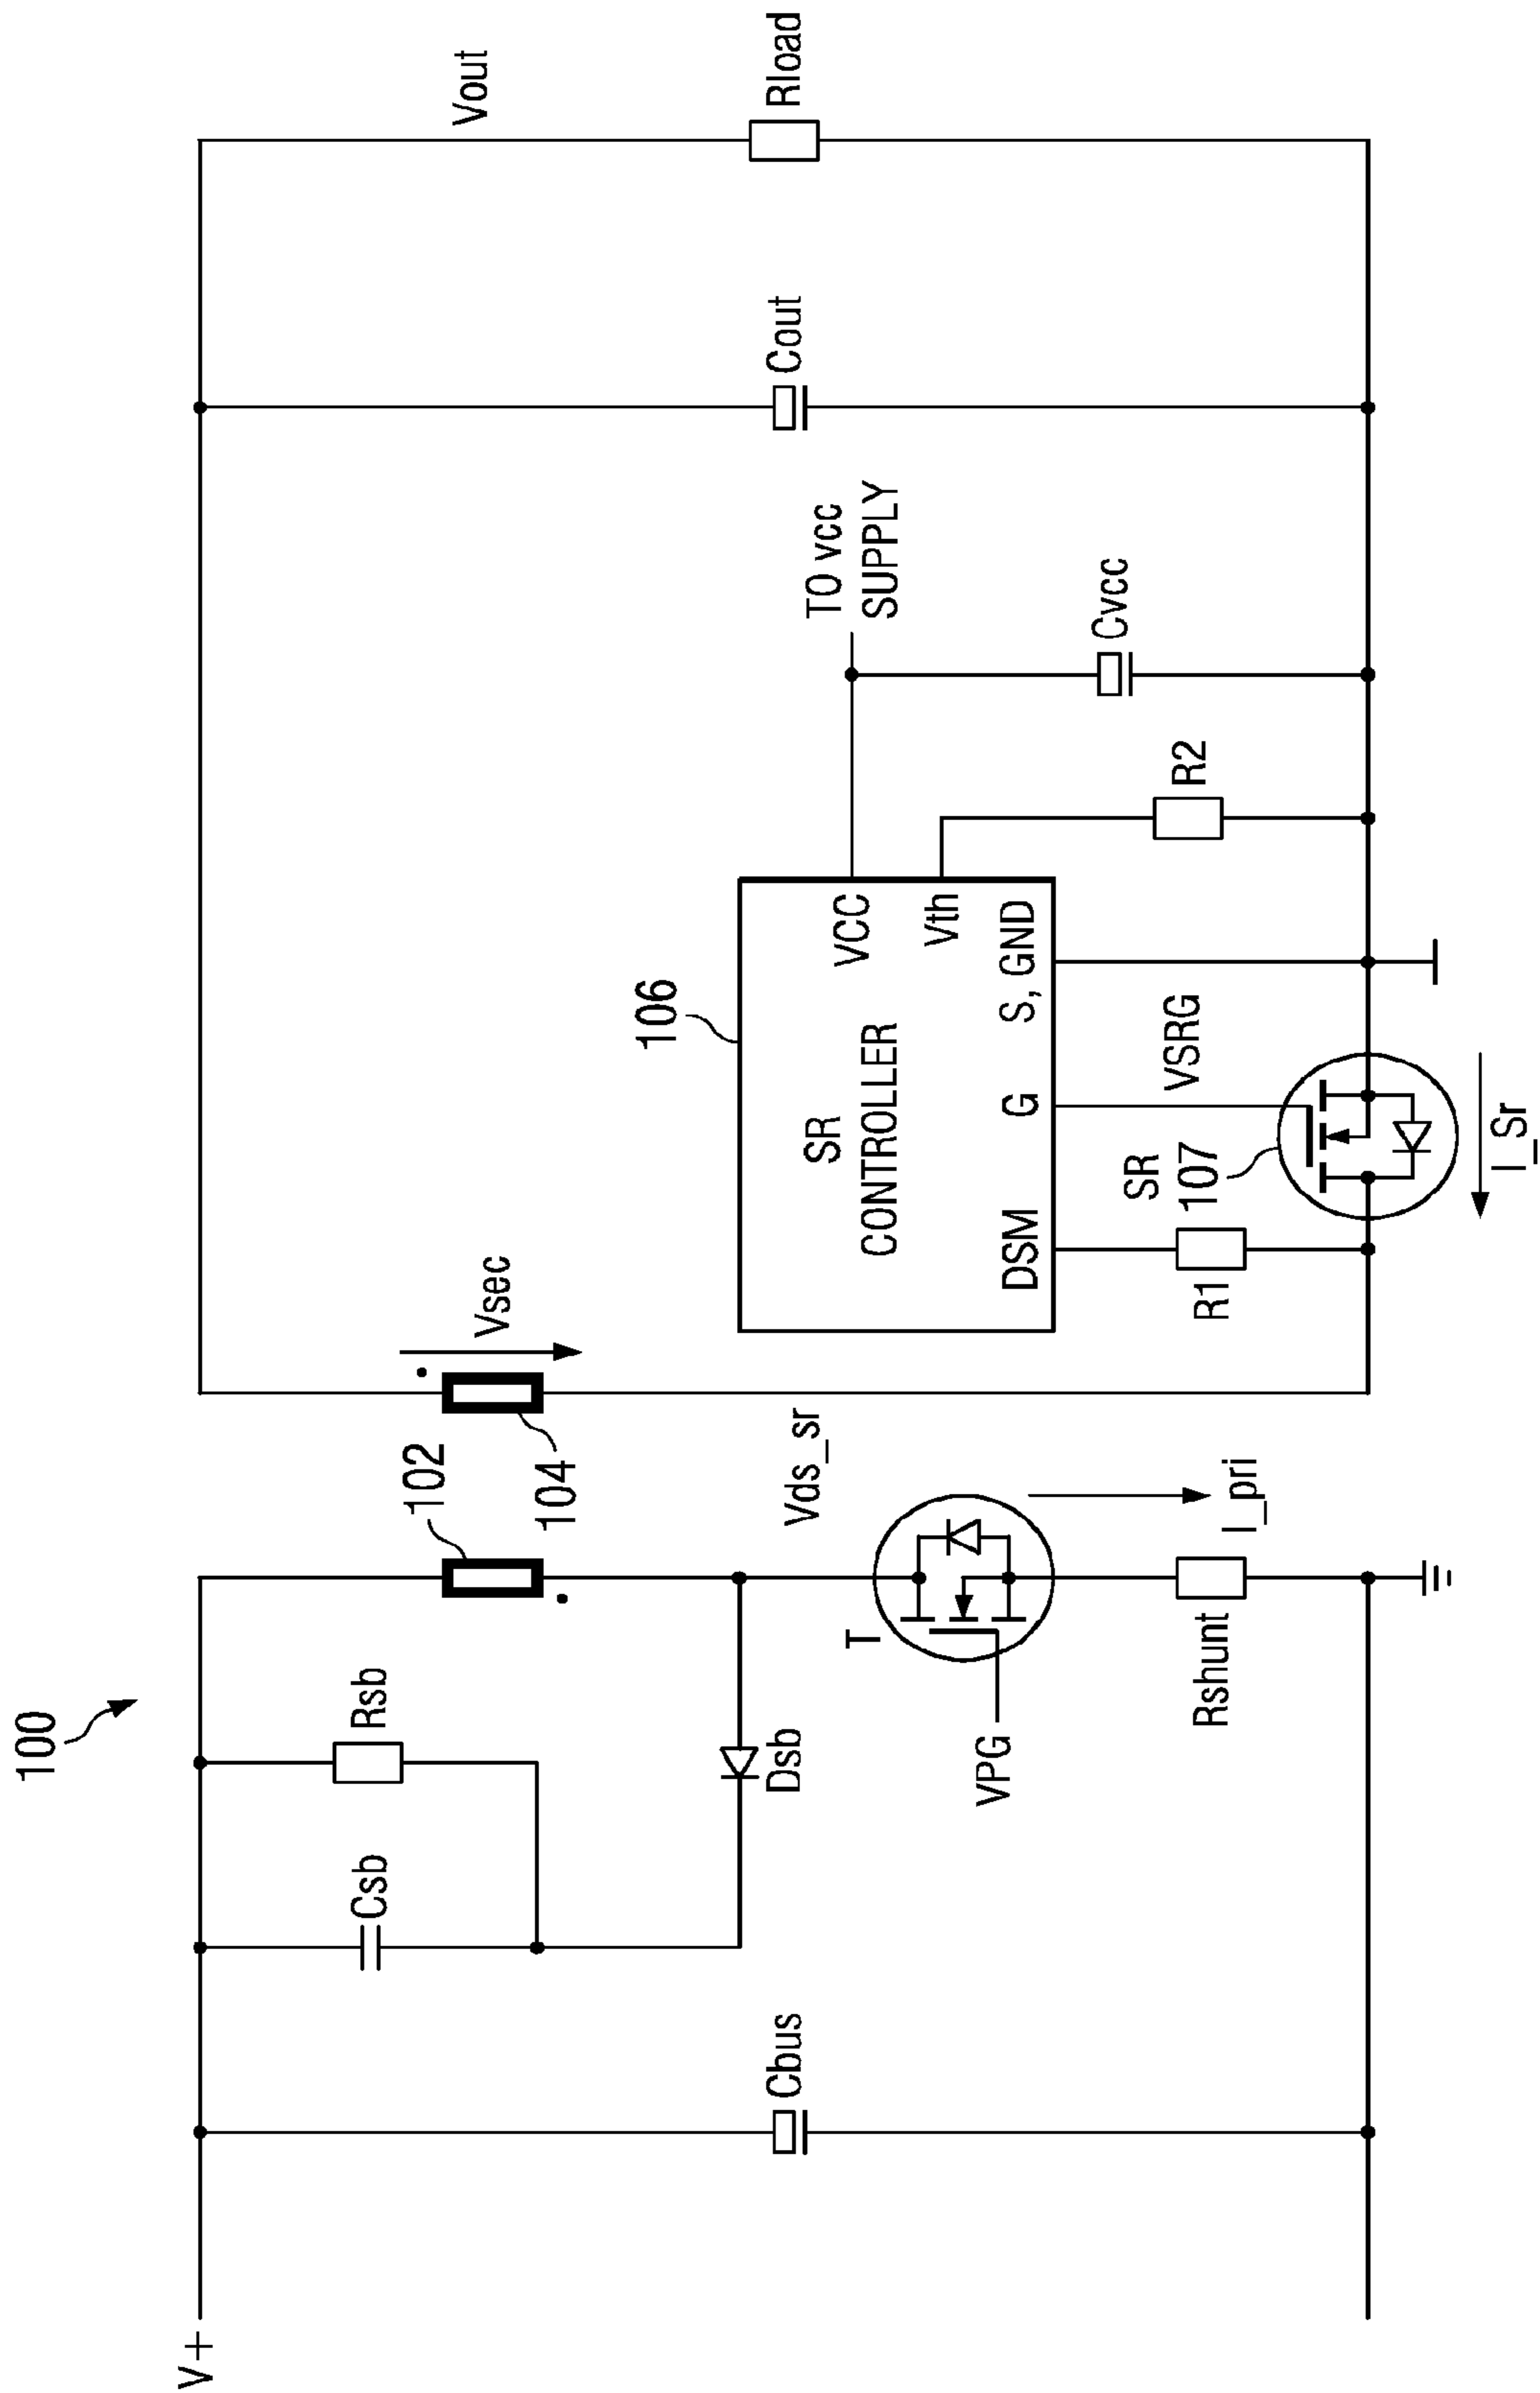 100
V+
Cbus
Csb
Rsb
Dsb
102
104
T
VPG
Rshunt
I_pri
Vds_sr
Vsec
106
SR
CONTROLLER
VCC
Vth
DSM
G
S, GND
R1
SR
107
VSRG
I_Sr
R2
Cvcc
TO vcc
SUPPLY
Cout
Vout
Rload